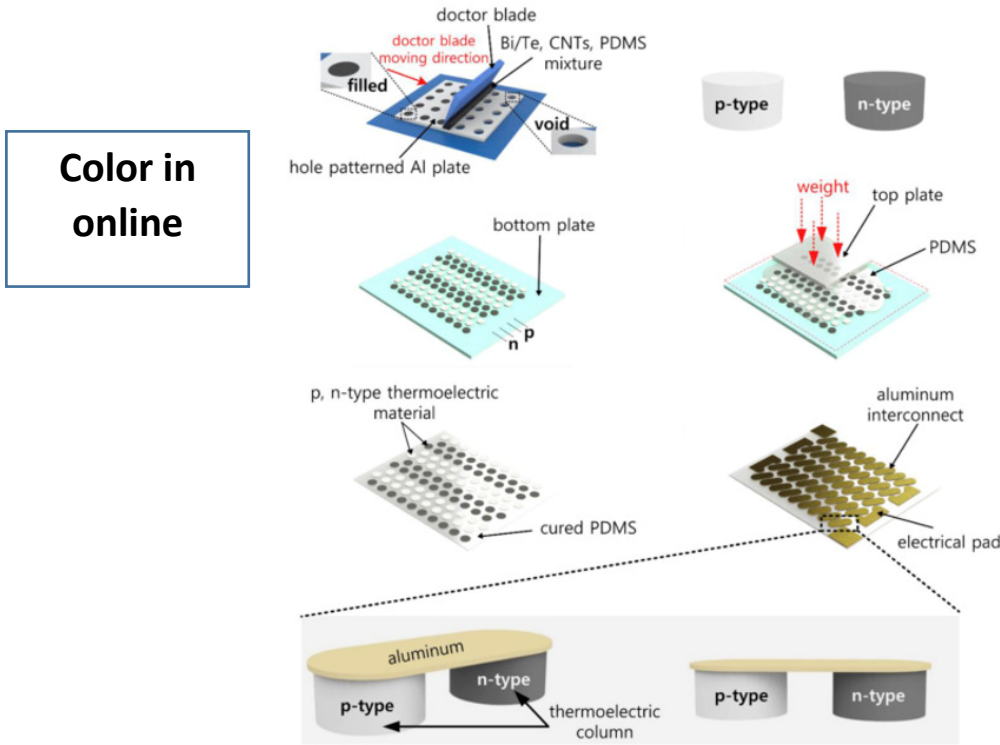 Color in
online
doctor blade
Bi/Te, CNTs, PDMS
mixture
doctor blade
moving direction
filled
void
hole patterned Al plate
p-type
n-type
bottom plate
n
p
weight
top plate
PDMS
p, n-type thermoelectric
material
cured PDMS
aluminum
interconnect
electrical pad
aluminum
p-type
n-type
thermoelectric
column
p-type
n-type